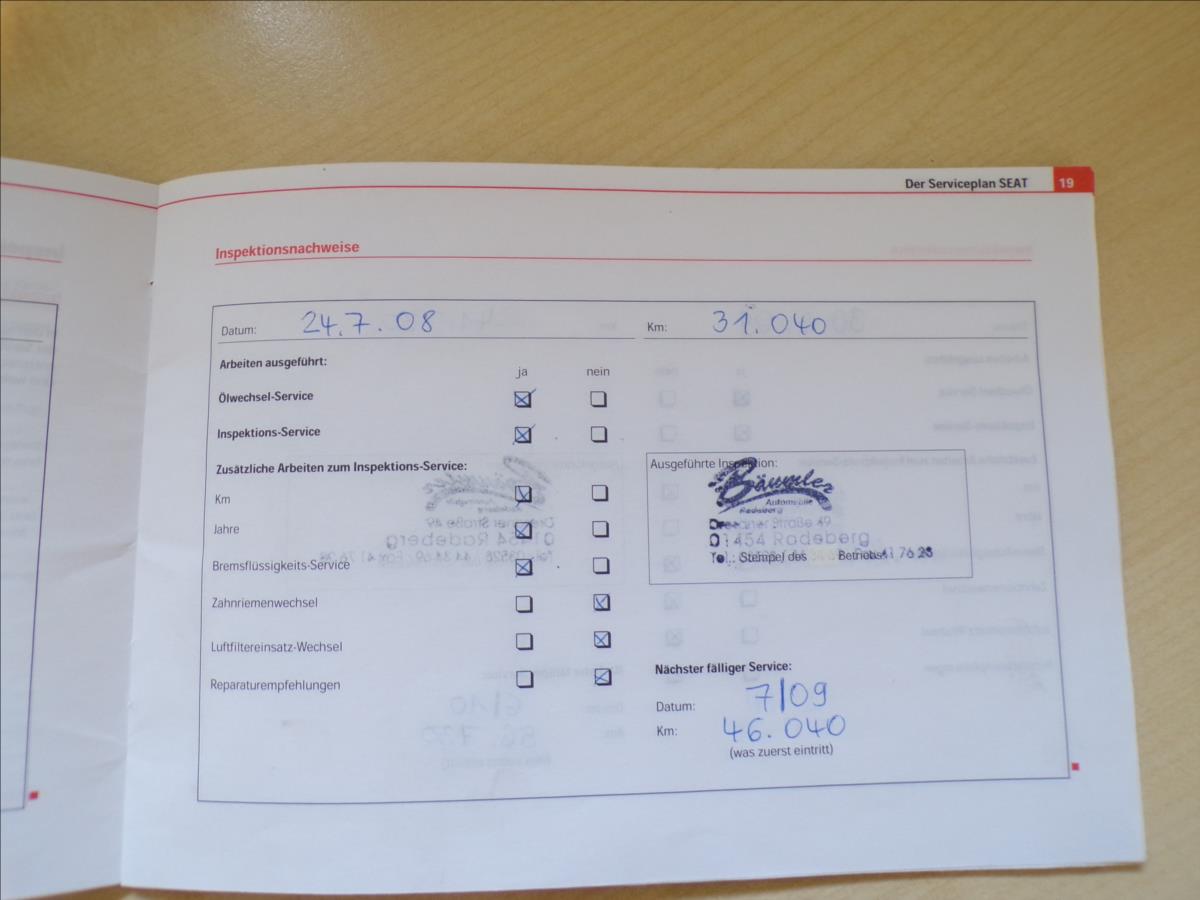 Der Serviceplan SEAT 19
Inspektionsnachweise
Datum: 24.7.08 Km: 31.040
Arbeiten ausgeführt:
ja nein
Ölwechsel-Service
Inspektions-Service
Zusätzliche Arbeiten zum Inspektions-Service:
Km
Jahre
Bremsflüssigkeits-Service
Zahnriemenwechsel
Luftfiltereinsatz-Wechsel
Reparaturempfehlungen
Ausgeführte Inspektion:
Bäumler
Automobile
Radeberg
Dresdner Straße 49
01454 Radeberg
Tel.: Stempel des Betriebs 41 76 28
Nächster fälliger Service:
Datum: 7/09
Km: 46.040
(was zuerst eintritt)